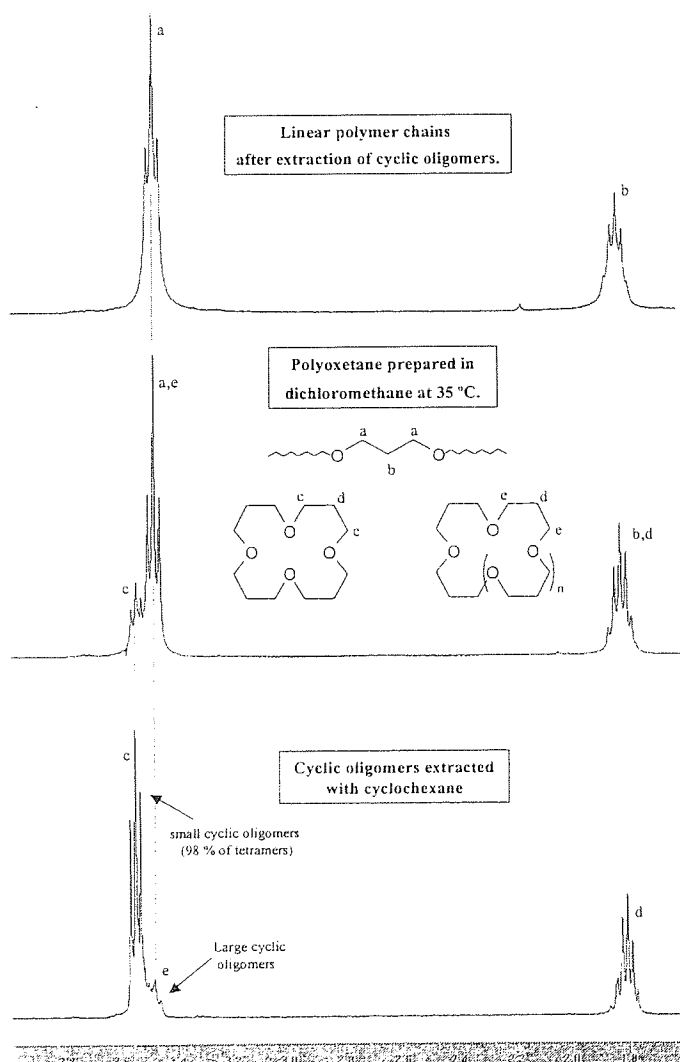 a
Linear polymer chains
after extraction of cyclic oligomers.
b
a,e
Polyoxetane prepared in
dichloromethane at 35 °C.
a a
O O
b
c d
e d
c
e
O
O
O O
O O
b,d
O
O
n
c
c
Cyclic oligomers extracted
with cyclochexane
small cyclic oligomers
(98 % of tetramers)
d
Large cyclic
oligomers
e